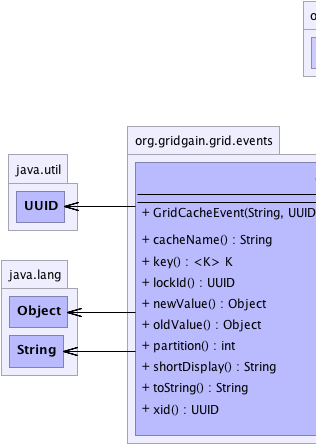 o
org.gridgain.grid.events
java.util
UUID
+ GridCacheEvent(String, UUID
+ cacheName() : String
+ key() : <K> K
+ lockId() : UUID
+ newValue() : Object
+ oldValue() : Object
+ partition() : int
+ shortDisplay() : String
+ toString() : String
+ xid() : UUID
java.lang
Object
String